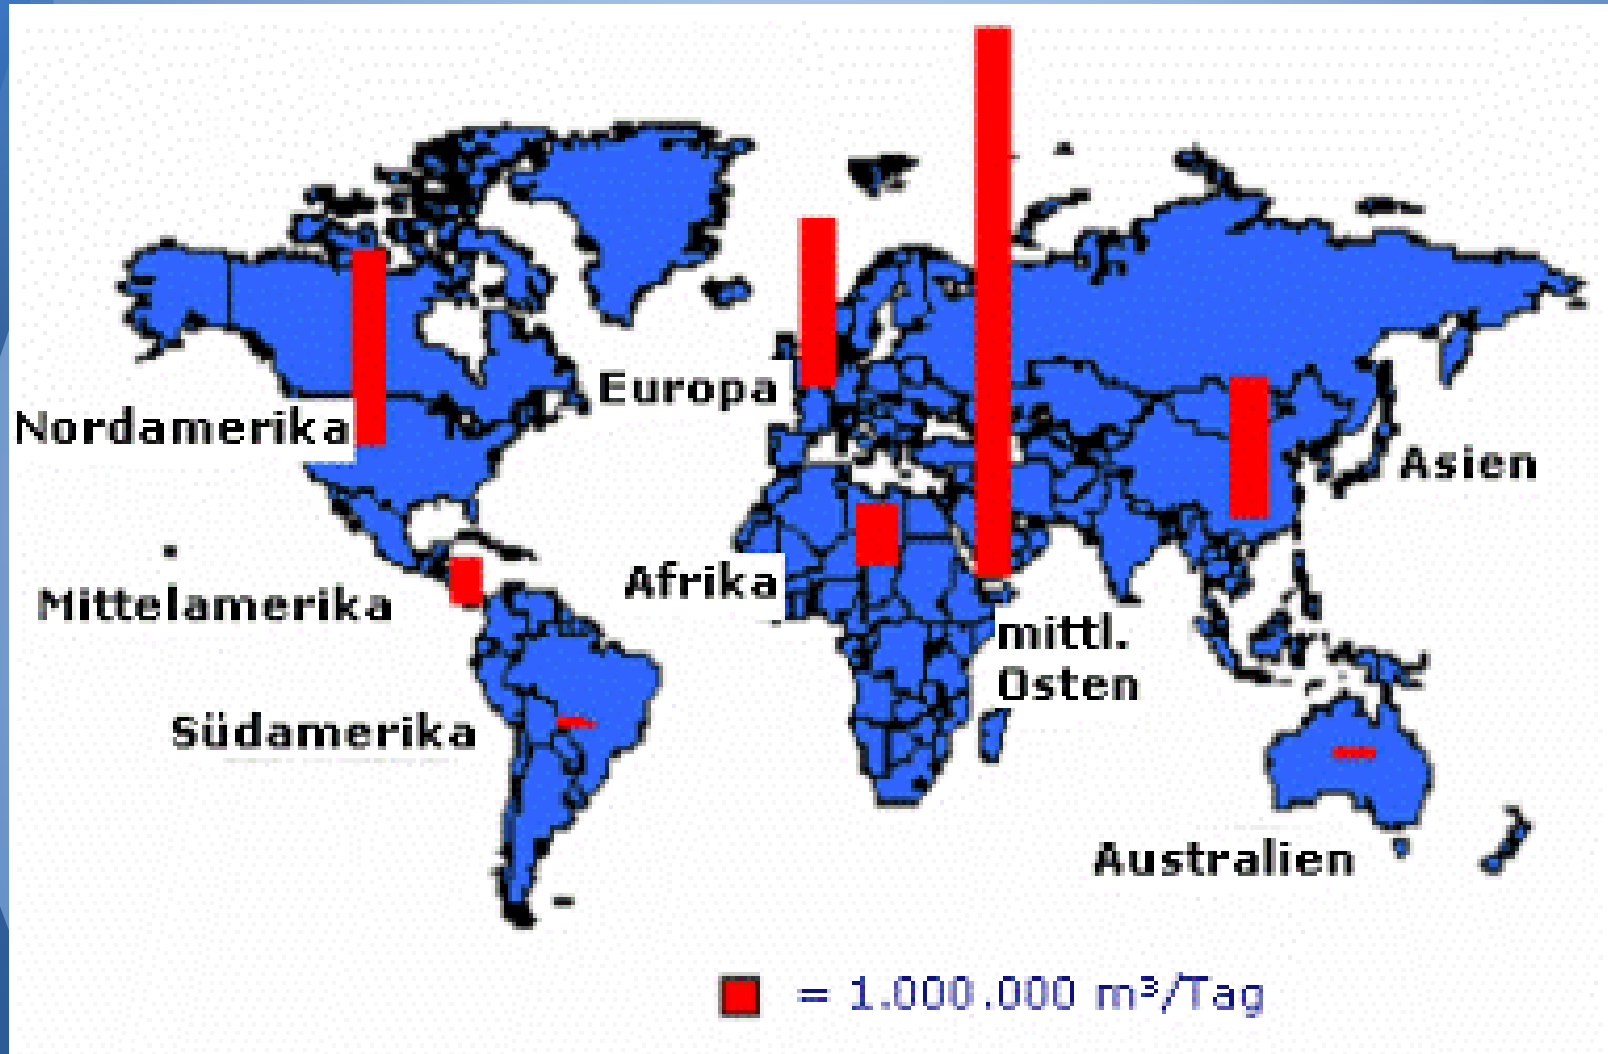 Europa
Nordamerika
Asien
Afrika
Mittelamerika
mittl.
Osten
Südamerika
Australien
= 1.000.000 m³/Tag